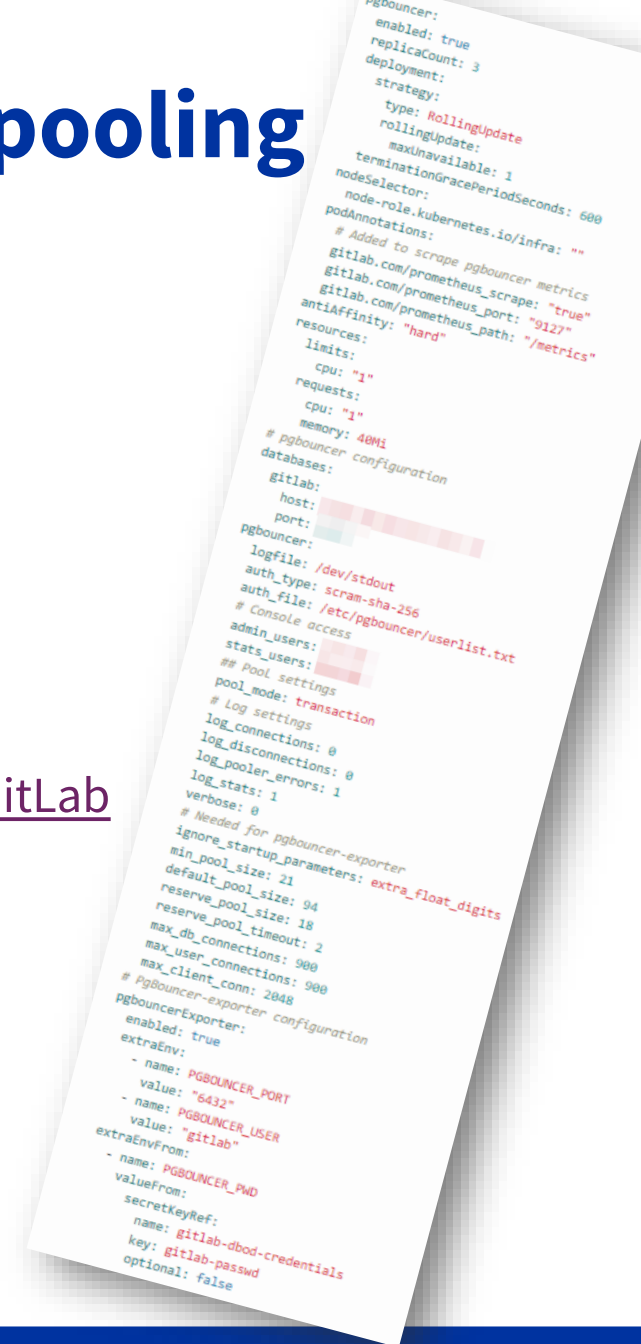 pooling
itLab
pgbouncer:
enabled: true
replicaCount: 3
deployment:
strategy:
type: RollingUpdate
rollingUpdate:
maxUnavailable: 1
terminationGracePeriodSeconds: 600
nodeSelector:
node-role.kubernetes.io/infra: ""
podAnnotations:
# Added to scrape pgbouncer metrics
gitlab.com/prometheus_scrape: "true"
gitlab.com/prometheus_port: "9127"
gitlab.com/prometheus_path: "/metrics"
antiAffinity: "hard"
resources:
limits:
cpu: "1"
requests:
cpu: "1"
memory: 40Mi
# pgbouncer configuration
databases:
gitlab:
host:
port:
pgbouncer:
logfile: /dev/stdout
auth_type: scram-sha-256
auth_file: /etc/pgbouncer/userlist.txt
# Console access
admin_users:
stats_users:
## Pool settings
pool_mode: transaction
# Log settings
log_connections: 0
log_disconnections: 0
log_pooler_errors: 1
log_stats: 1
verbose: 0
# Needed for pgbouncer-exporter
ignore_startup_parameters: extra_float_digits
min_pool_size: 21
default_pool_size: 94
reserve_pool_size: 18
reserve_pool_timeout: 2
max_db_connections: 900
max_user_connections: 900
max_client_conn: 2048
# PgBouncer-exporter configuration
pgbouncerExporter:
enabled: true
extraEnv:
- name: PGBOUNCER_PORT
value: "6432"
- name: PGBOUNCER_USER
value: "gitlab"
extraEnvFrom:
- name: PGBOUNCER_PWD
valueFrom:
secretKeyRef:
name: gitlab-dbod-credentials
key: gitlab-passwd
optional: false